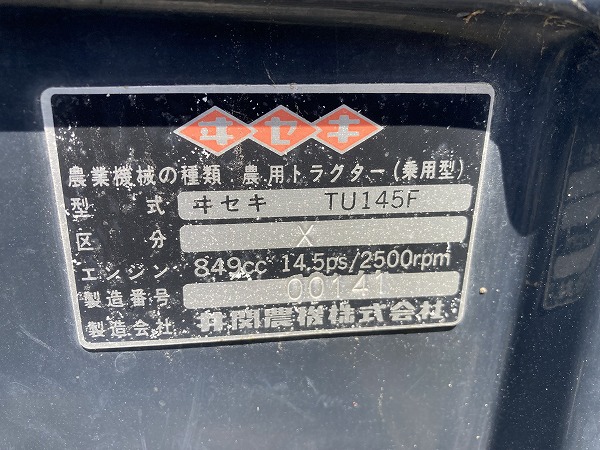 ヰセキ
農業機械の種類 農用トラクター(乗用型)
型式 ヰセキ TU145F
区分 X
エンジン 849cc 14.5ps/2500rpm
製造番号 00141
製造会社 井関農機株式会社